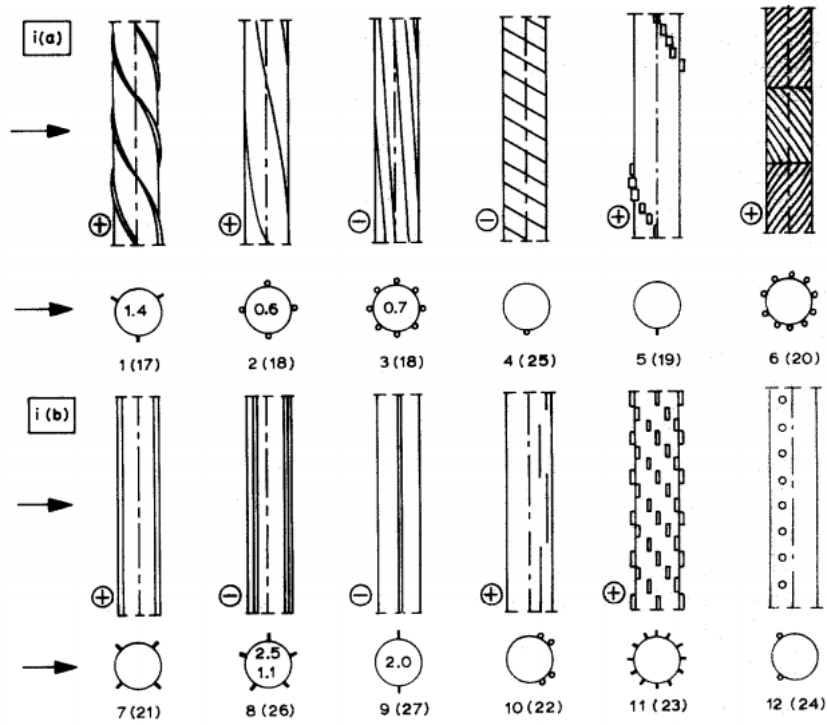 i(a)
+ + − − + +
1.4 0.6 0.7
1 (17) 2 (18) 3 (18) 4 (25) 5 (19) 6 (20)
i (b)
+ − − + +
2.5 2.0
1.1
7 (21) 8 (26) 9 (27) 10 (22) 11 (23) 12 (24)